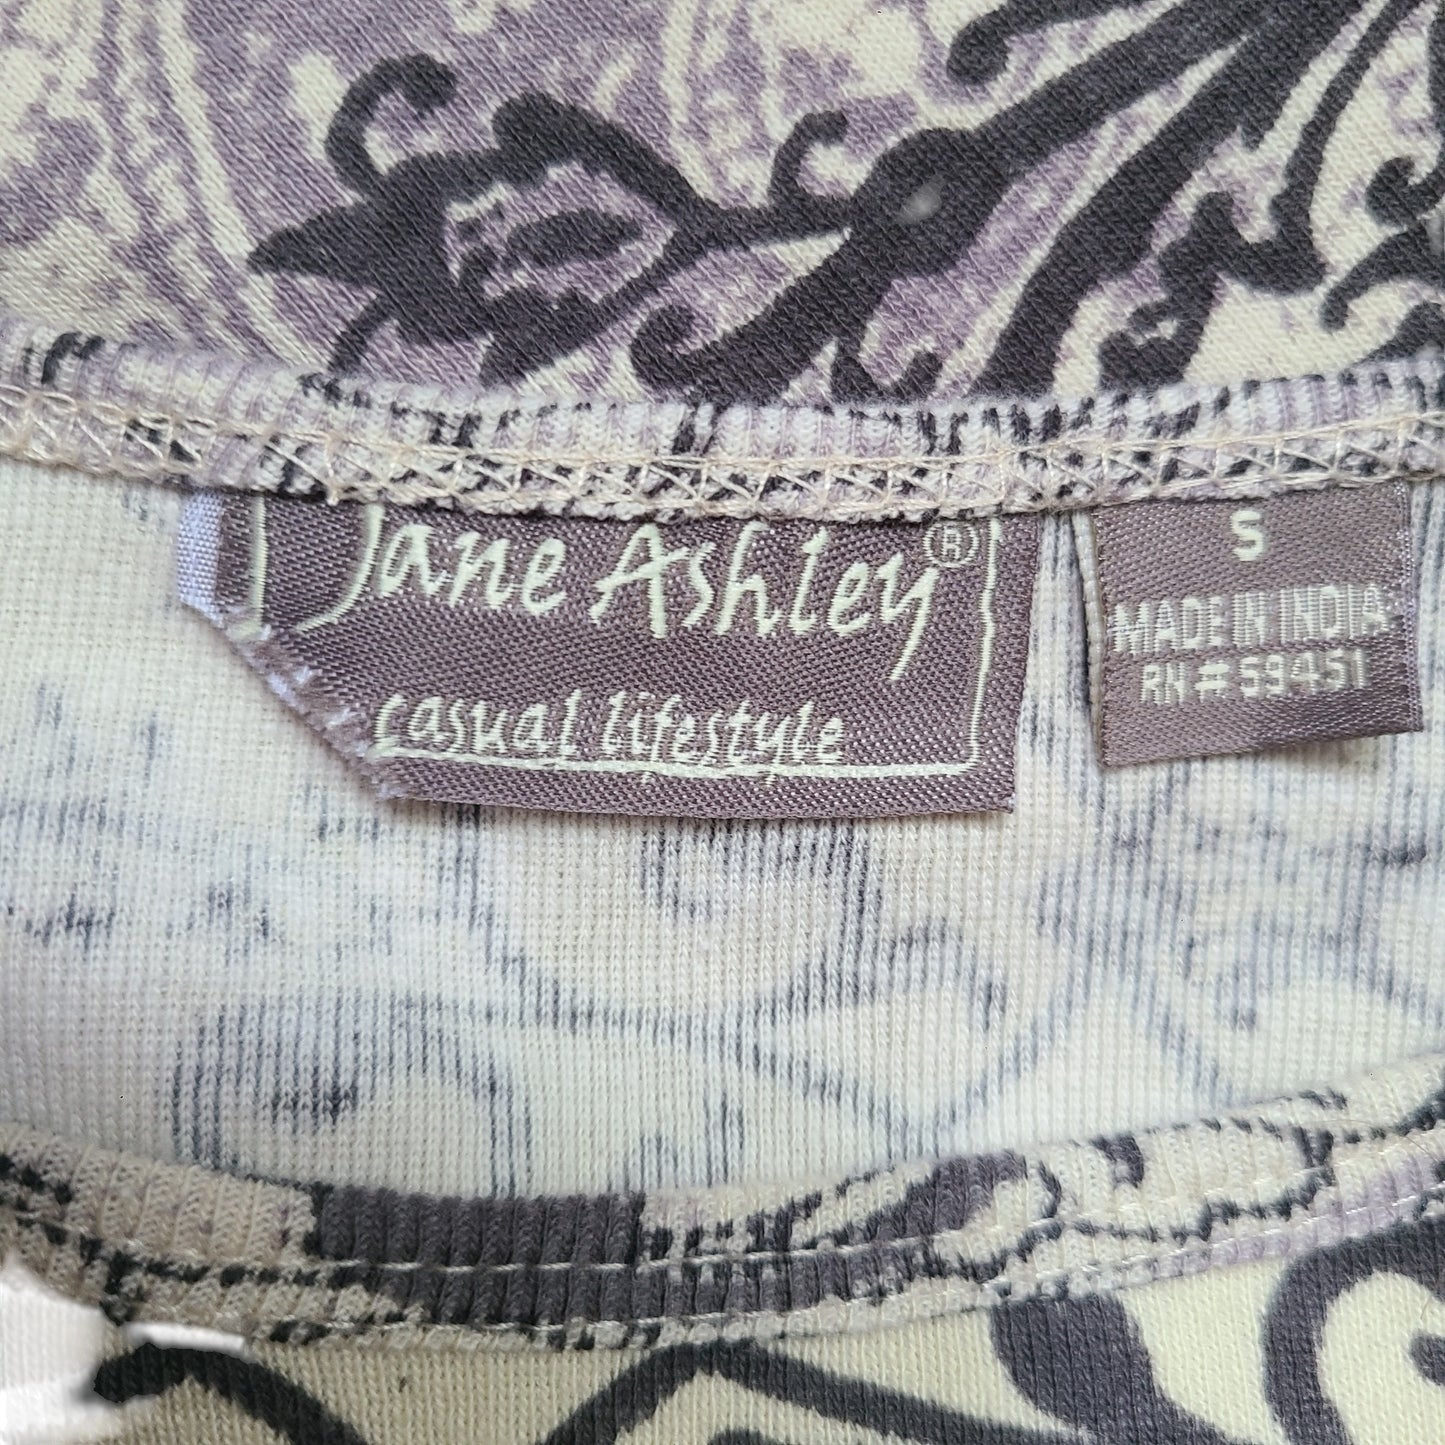 Jane Ashley®
casual lifestyle
S
MADE IN INDIA
RN#59451